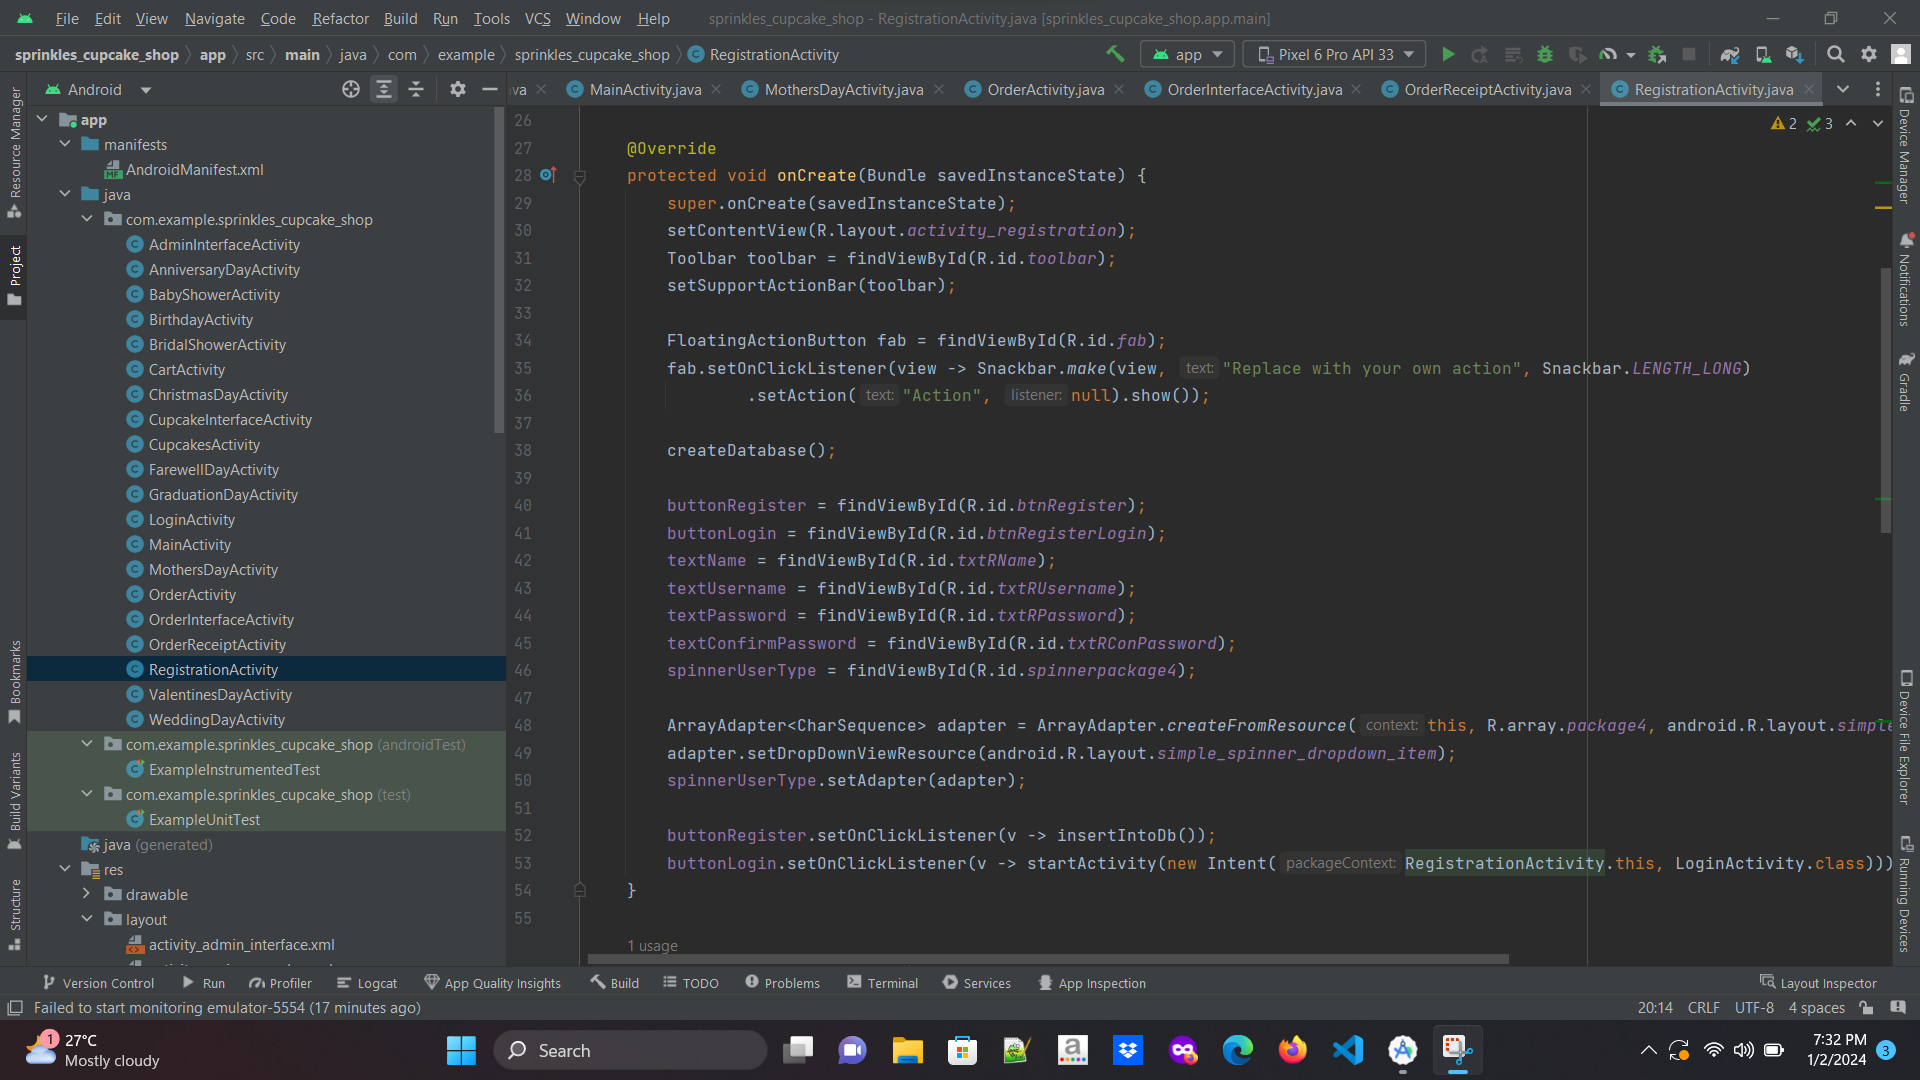 File Edit View Navigate Code Refactor Build Run Tools VCS Window Help sprinkles_cupcake_shop - RegistrationActivity.java [sprinkles_cupcake_shop.app.main]
sprinkles_cupcake_shop app src main java com example sprinkles_cupcake_shop RegistrationActivity app Pixel 6 Pro API 33
Android
va MainActivity.java MothersDayActivity.java OrderActivity.java OrderInterfaceActivity.java OrderReceiptActivity.java RegistrationActivity.java
Resource Manager
Project
Bookmarks
Build Variants
Structure
app
manifests
AndroidManifest.xml
java
com.example.sprinkles_cupcake_shop
AdminInterfaceActivity
AnniversaryDayActivity
BabyShowerActivity
BirthdayActivity
BridalShowerActivity
CartActivity
ChristmasDayActivity
CupcakeInterfaceActivity
CupcakesActivity
FarewellDayActivity
GraduationDayActivity
LoginActivity
MainActivity
MothersDayActivity
OrderActivity
OrderInterfaceActivity
OrderReceiptActivity
RegistrationActivity
ValentinesDayActivity
WeddingDayActivity
com.example.sprinkles_cupcake_shop (androidTest)
ExampleInstrumentedTest
com.example.sprinkles_cupcake_shop (test)
ExampleUnitTest
java (generated)
res
drawable
layout
activity_admin_interface.xml
2 3
26
27 @Override
28 protected void onCreate(Bundle savedInstanceState) {
29 super.onCreate(savedInstanceState);
30 setContentView(R.layout.activity_registration);
31 Toolbar toolbar = findViewById(R.id.toolbar);
32 setSupportActionBar(toolbar);
33
34 FloatingActionButton fab = findViewById(R.id.fab);
35 fab.setOnClickListener(view -> Snackbar.make(view, text: "Replace with your own action", Snackbar.LENGTH_LONG)
36 .setAction( text: "Action", listener: null).show());
37
38 createDatabase();
39
40 buttonRegister = findViewById(R.id.btnRegister);
41 buttonLogin = findViewById(R.id.btnRegisterLogin);
42 textName = findViewById(R.id.txtRName);
43 textUsername = findViewById(R.id.txtRUsername);
44 textPassword = findViewById(R.id.txtRPassword);
45 textConfirmPassword = findViewById(R.id.txtRConPassword);
46 spinnerUserType = findViewById(R.id.spinnerpackage4);
47
48 ArrayAdapter<CharSequence> adapter = ArrayAdapter.createFromResource( context: this, R.array.package4, android.R.layout.simple
49 adapter.setDropDownViewResource(android.R.layout.simple_spinner_dropdown_item);
50 spinnerUserType.setAdapter(adapter);
51
52 buttonRegister.setOnClickListener(v -> insertIntoDb());
53 buttonLogin.setOnClickListener(v -> startActivity(new Intent( packageContext: RegistrationActivity.this, LoginActivity.class)))
54 }
55
1 usage
Device Manager
Notifications
Gradle
Device File Explorer
Running Devices
Version Control Run Profiler Logcat App Quality Insights Build TODO Problems Terminal Services App Inspection Layout Inspector
Failed to start monitoring emulator-5554 (17 minutes ago) 20:14 CRLF UTF-8 4 spaces
1 27°C
Mostly cloudy
Search
7:32 PM
1/2/2024
3